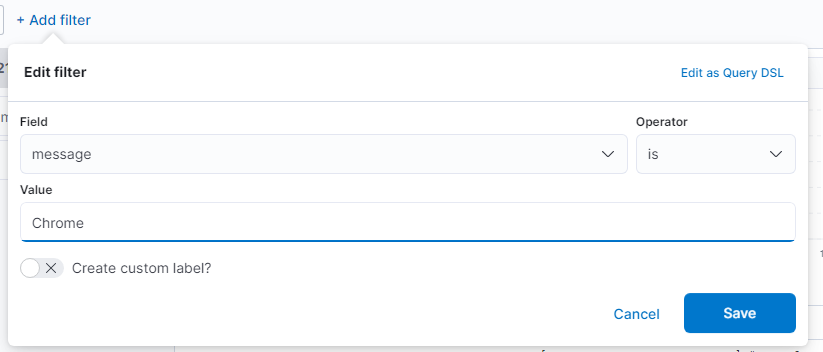 + Add filter
Edit filter
Edit as Query DSL
Field
Operator
message
is
Value
Chrome
Create custom label?
Cancel
Save